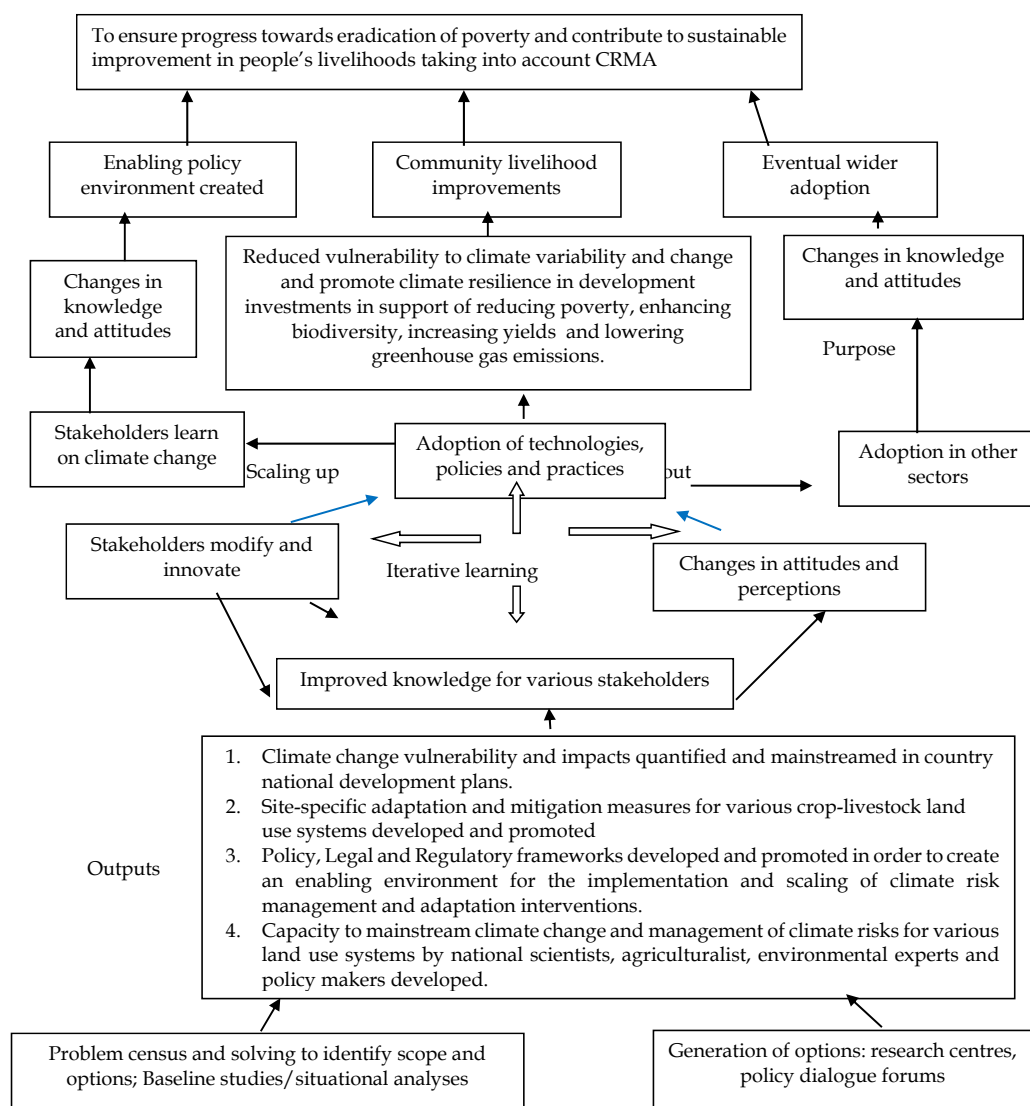 To ensure progress towards eradication of poverty and contribute to sustainable
improvement in people's livelihoods taking into account CRMA
Enabling policy
environment created
Community livelihood
improvements
Eventual wider
adoption
Changes in
knowledge
and attitudes
Reduced vulnerability to climate variability and change
and promote climate resilience in development
investments in support of reducing poverty, enhancing
biodiversity, increasing yields and lowering
greenhouse gas emissions.
Changes in knowledge
and attitudes
Purpose
Stakeholders learn
on climate change
Adoption of technologies,
policies and practices
Adoption in other
sectors
Scaling up
out
Stakeholders modify and
innovate
Iterative learning
Changes in attitudes and
perceptions
Improved knowledge for various stakeholders
Outputs
1. Climate change vulnerability and impacts quantified and mainstreamed in country
national development plans.
2. Site-specific adaptation and mitigation measures for various crop-livestock land
use systems developed and promoted
3. Policy, Legal and Regulatory frameworks developed and promoted in order to create
an enabling environment for the implementation and scaling of climate risk
management and adaptation interventions.
4. Capacity to mainstream climate change and management of climate risks for various
land use systems by national scientists, agriculturalist, environmental experts and
policy makers developed.
Problem census and solving to identify scope and
options; Baseline studies/situational analyses
Generation of options: research centres,
policy dialogue forums